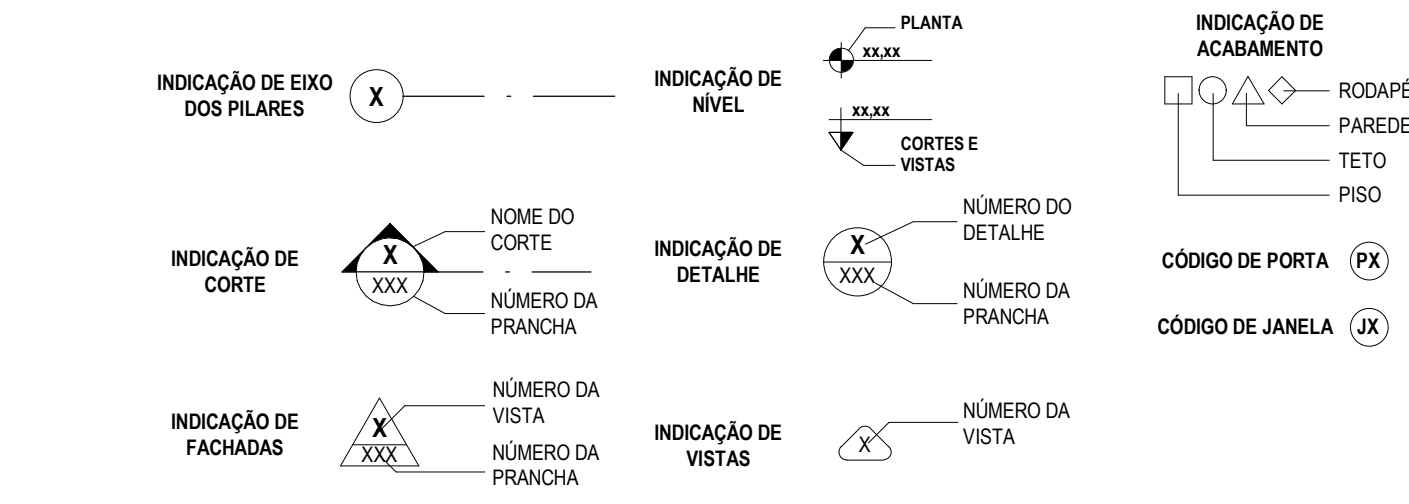 INDICAÇÃO DE EIXO
DOS PILARES
X
INDICAÇÃO DE
NÍVEL
PLANTA
xx,xx
xx,xx
CORTES E
VISTAS
INDICAÇÃO DE
ACABAMENTO
RODAPÉ
PAREDE
TETO
PISO
INDICAÇÃO DE
CORTE
X
XXX
NOME DO
CORTE
NÚMERO DA
PRANCHA
INDICAÇÃO DE
DETALHE
X
XXX
NÚMERO DO
DETALHE
NÚMERO DA
PRANCHA
CÓDIGO DE PORTA
PX
CÓDIGO DE JANELA
JX
INDICAÇÃO DE
FACHADAS
X
XXX
NÚMERO DA
VISTA
NÚMERO DA
PRANCHA
INDICAÇÃO DE
VISTAS
X
NÚMERO DA
VISTA